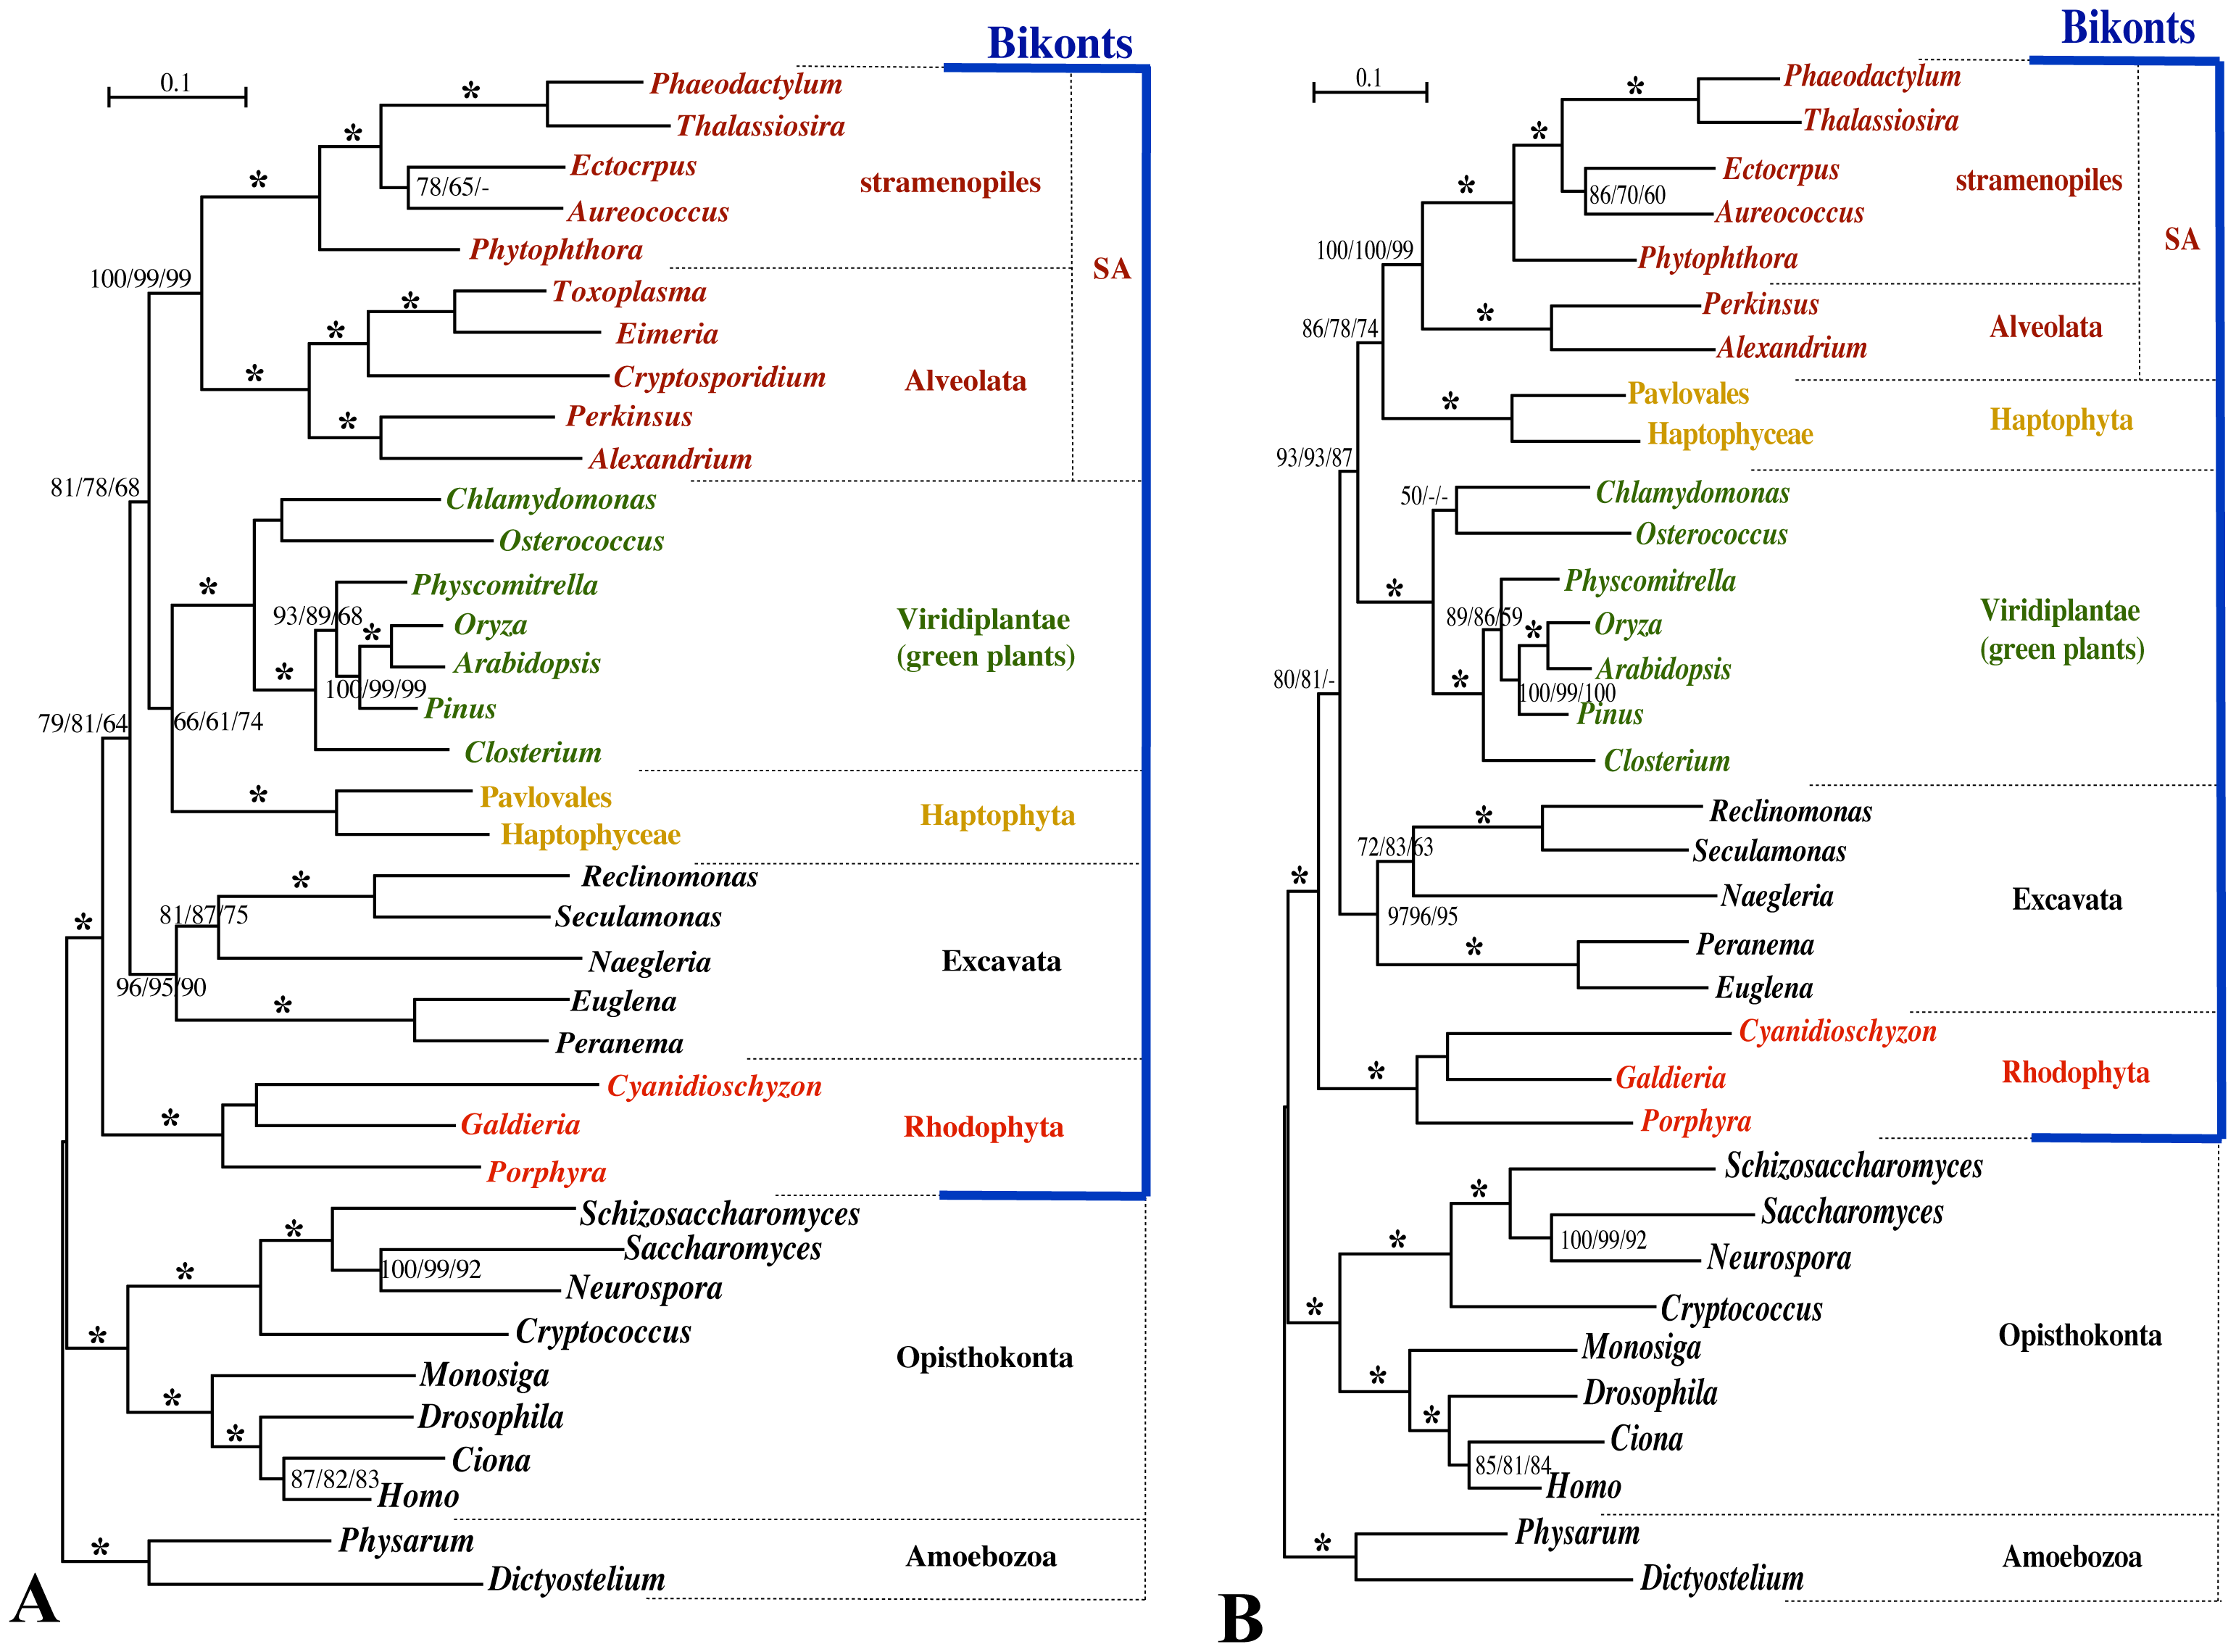 Bikonts
0.1
*
Phaeodactylum
*
Thalassiosira
Ectocrpus
*
78/65/-
stramenopiles
Aureococcus
Phytophthora
100/99/99
SA
*
Toxoplasma
*
Eimeria
*
Cryptosporidium
Alveolata
*
Perkinsus
Alexandrium
81/78/68
Chlamydomonas
Osterococcus
*
Physcomitrella
93/89/68
*
Oryza
Viridiplantae
(green plants)
*
Arabidopsis
100/99/99
Pinus
79/81/64
66/61/74
Closterium
*
Pavlovales
Haptophyta
Haptophyceae
*
Reclinomonas
81/87/75
Seculamonas
*
Naegleria
Excavata
96/95/90
*
Euglena
Peranema
Cyanidioschyzon
*
Galdieria
Rhodophyta
Porphyra
Schizosaccharomyces
*
Saccharomyces
*
100/99/92
Neurospora
*
Cryptococcus
Opisthokonta
Monosiga
*
Drosophila
*
Ciona
87/82/83
Homo
Physarum
*
Amoebozoa
Dictyostelium
A
Bikonts
0.1
*
Phaeodactylum
*
Thalassiosira
Ectocrpus
*
86/70/60
stramenopiles
Aureococcus
SA
100/100/99
Phytophthora
*
Perkinsus
86/78/74
Alveolata
Alexandrium
*
Pavlovales
Haptophyta
Haptophyceae
93/93/87
50/-/-
Chlamydomonas
Osterococcus
*
Physcomitrella
89/86/59
*
Oryza
Viridiplantae
(green plants)
*
Arabidopsis
100/99/100
Pinus
80/81/-
Closterium
*
Reclinomonas
72/83/63
Seculamonas
*
Naegleria
Excavata
9796/95
*
Peranema
Euglena
Cyanidioschyzon
*
Galdieria
Rhodophyta
Porphyra
Schizosaccharomyces
*
Saccharomyces
*
100/99/92
Neurospora
*
Cryptococcus
Opisthokonta
Monosiga
*
Drosophila
*
Ciona
85/81/84
Homo
Physarum
*
Amoebozoa
Dictyostelium
B